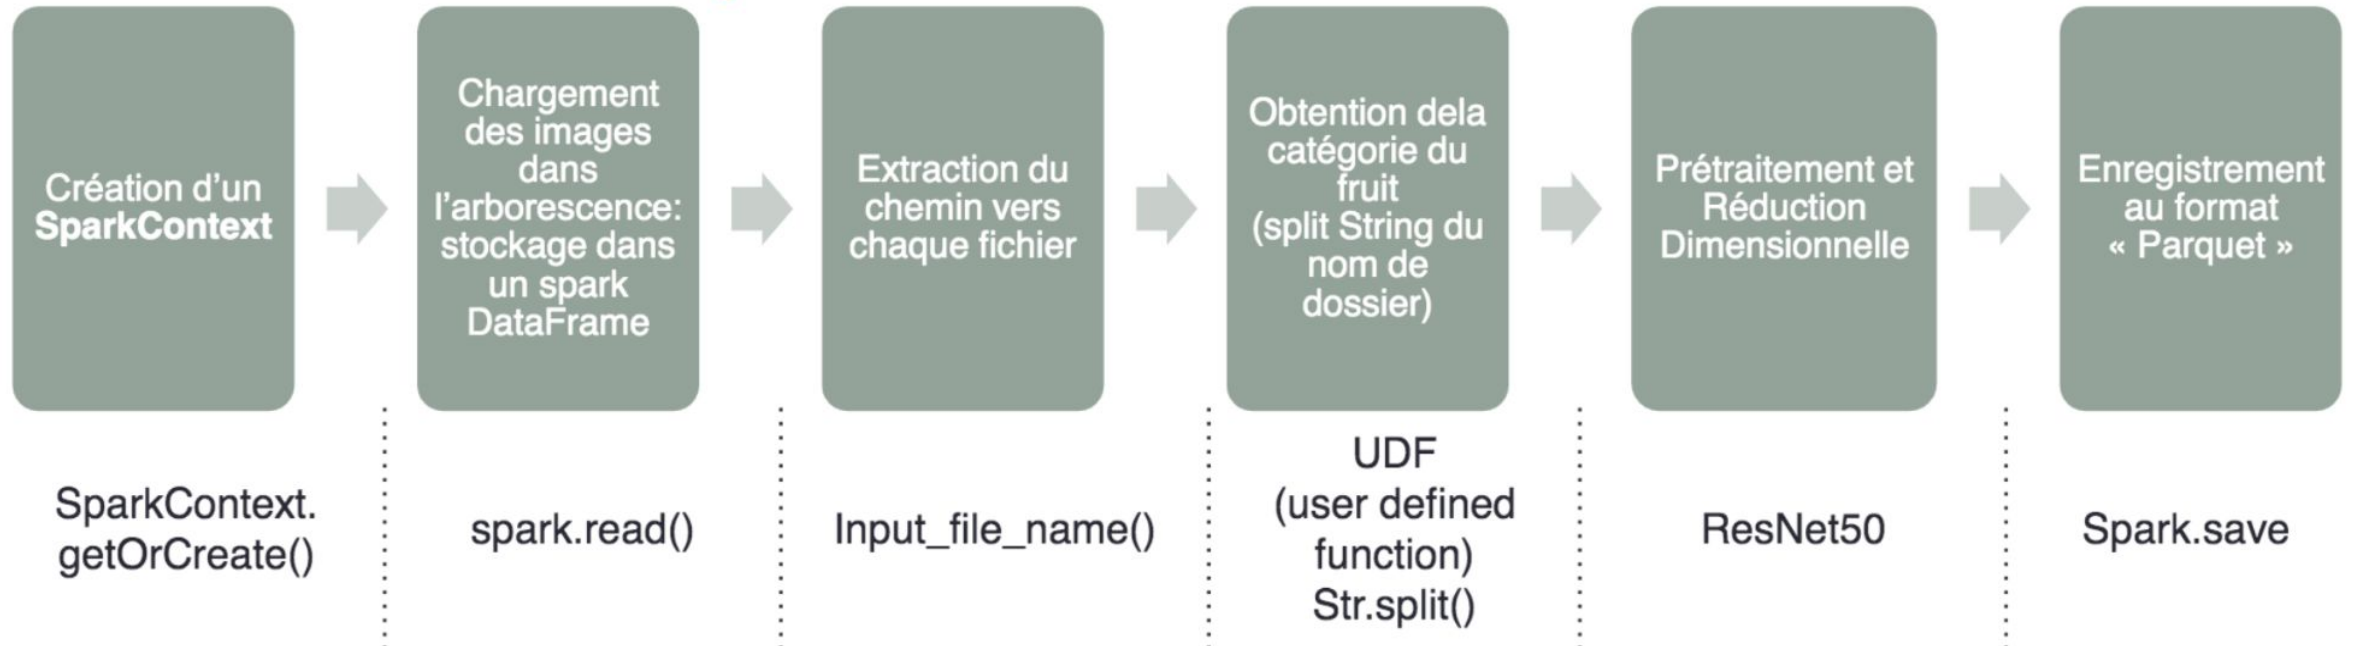 Création d’un
SparkContext
Chargement
des images
dans
l’arborescence:
stockage dans
un spark
DataFrame
Extraction du
chemin vers
chaque fichier
Obtention dela
catégorie du
fruit
(split String du
nom de
dossier)
Prétraitement et
Réduction
Dimensionnelle
Enregistrement
au format
« Parquet »
SparkContext.
getOrCreate()
spark.read()
Input_file_name()
UDF
(user defined
function)
Str.split()
ResNet50
Spark.save